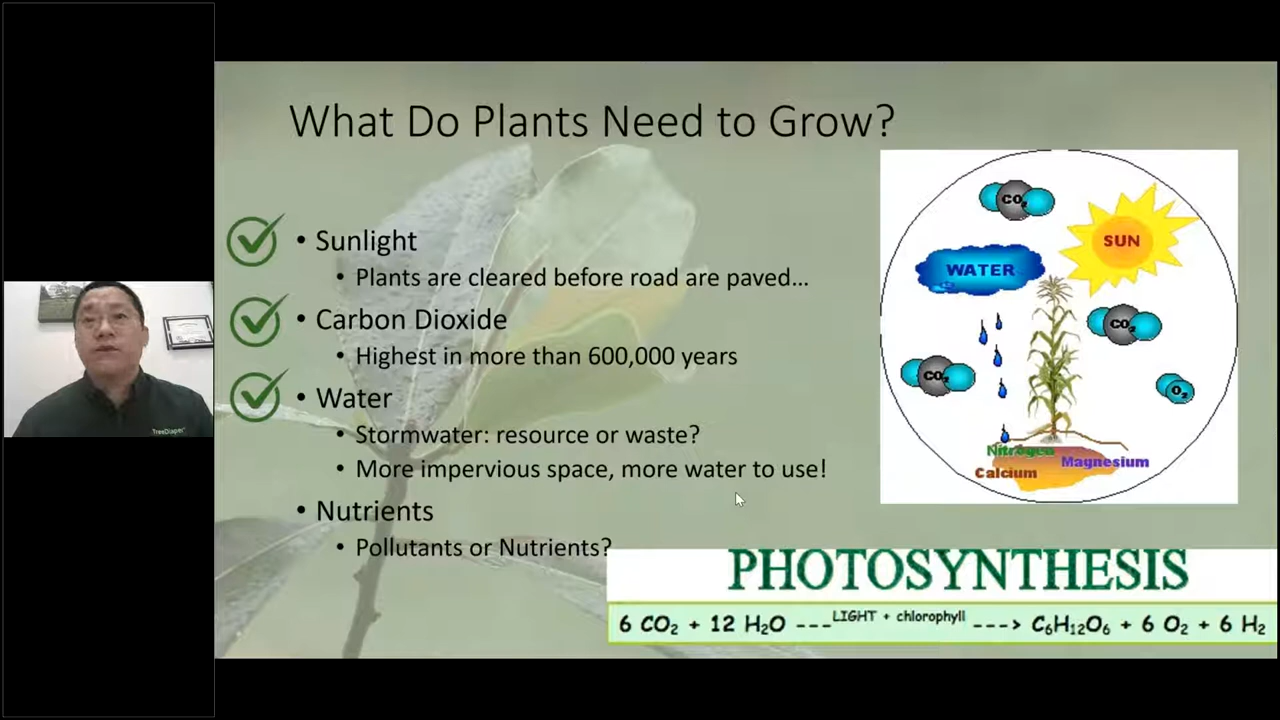 What Do Plants Need to Grow?
• Sunlight
• Plants are cleared before road are paved...
• Carbon Dioxide
• Highest in more than 600,000 years
• Water
• Stormwater: resource or waste?
• More impervious space, more water to use!
• Nutrients
• Pollutants or Nutrients?
CO2
SUN
WATER
CO2
CO2
O2
Nitrogen
Calcium
Magnesium
PHOTOSYNTHESIS
6 CO₂ + 12 H₂O ---LIGHT + chlorophyll---> C₆H₁₂O₆ + 6 O₂ + 6 H₂
TreeDiaper